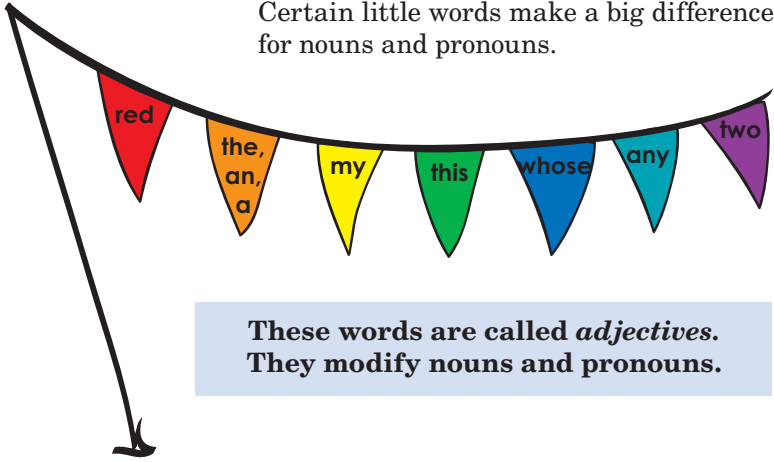 Certain little words make a big difference
for nouns and pronouns.
red
the,
an,
a
my
this
whose
any
two
These words are called adjectives.
They modify nouns and pronouns.